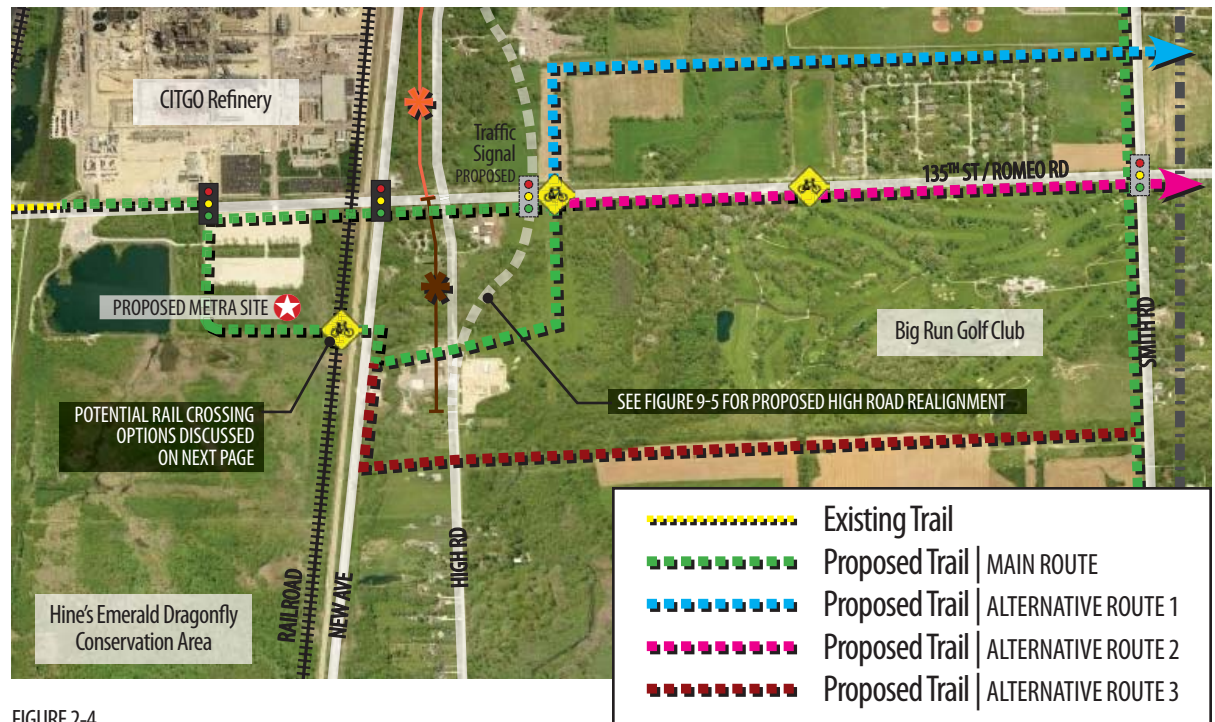 CITGO Refinery
Traffic
Signal
PROPOSED
135TH ST / ROMEO RD
PROPOSED METRA SITE
Big Run Golf Club
SMITH RD
POTENTIAL RAIL CROSSING
OPTIONS DISCUSSED
ON NEXT PAGE
SEE FIGURE 9-5 FOR PROPOSED HIGH ROAD REALIGNMENT
HIGH RD
RAILROAD
NEW AVE
Hine's Emerald Dragonfly
Conservation Area
Existing Trail
Proposed Trail | MAIN ROUTE
Proposed Trail | ALTERNATIVE ROUTE 1
Proposed Trail | ALTERNATIVE ROUTE 2
Proposed Trail | ALTERNATIVE ROUTE 3
FIGURE 2-4